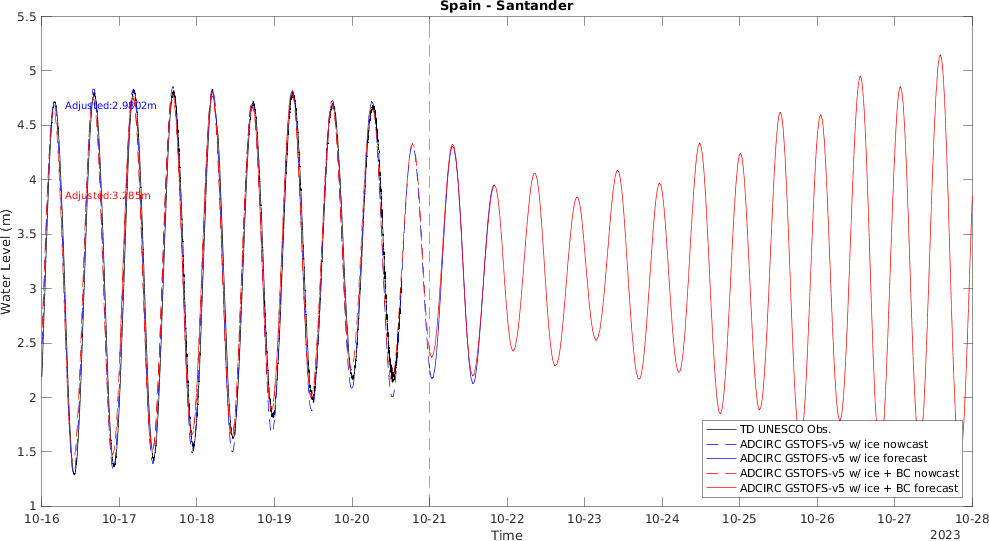 Spain - Santander
5.5
5
4.5
4
3.5
3
2.5
2
1.5
1
Water Level (m)
Adjusted:2.9802m
Adjusted:3.285m
TD UNESCO Obs.
ADCIRC GSTOFS-v5 w/ ice nowcast
ADCIRC GSTOFS-v5 w/ ice forecast
ADCIRC GSTOFS-v5 w/ ice + BC nowcast
ADCIRC GSTOFS-v5 w/ ice + BC forecast
10-16 10-17 10-18 10-19 10-20 10-21 10-22 10-23 10-24 10-25 10-26 10-27 10-28
Time
2023